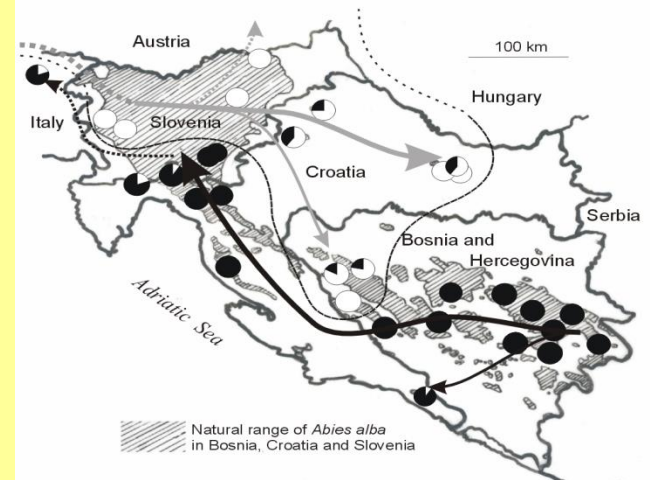 Austria
100 km
Hungary
Italy
Slovenia
Croatia
Serbia
Bosnia and
Hercegovina
Adriatic Sea
Natural range of Abies alba
in Bosnia, Croatia and Slovenia